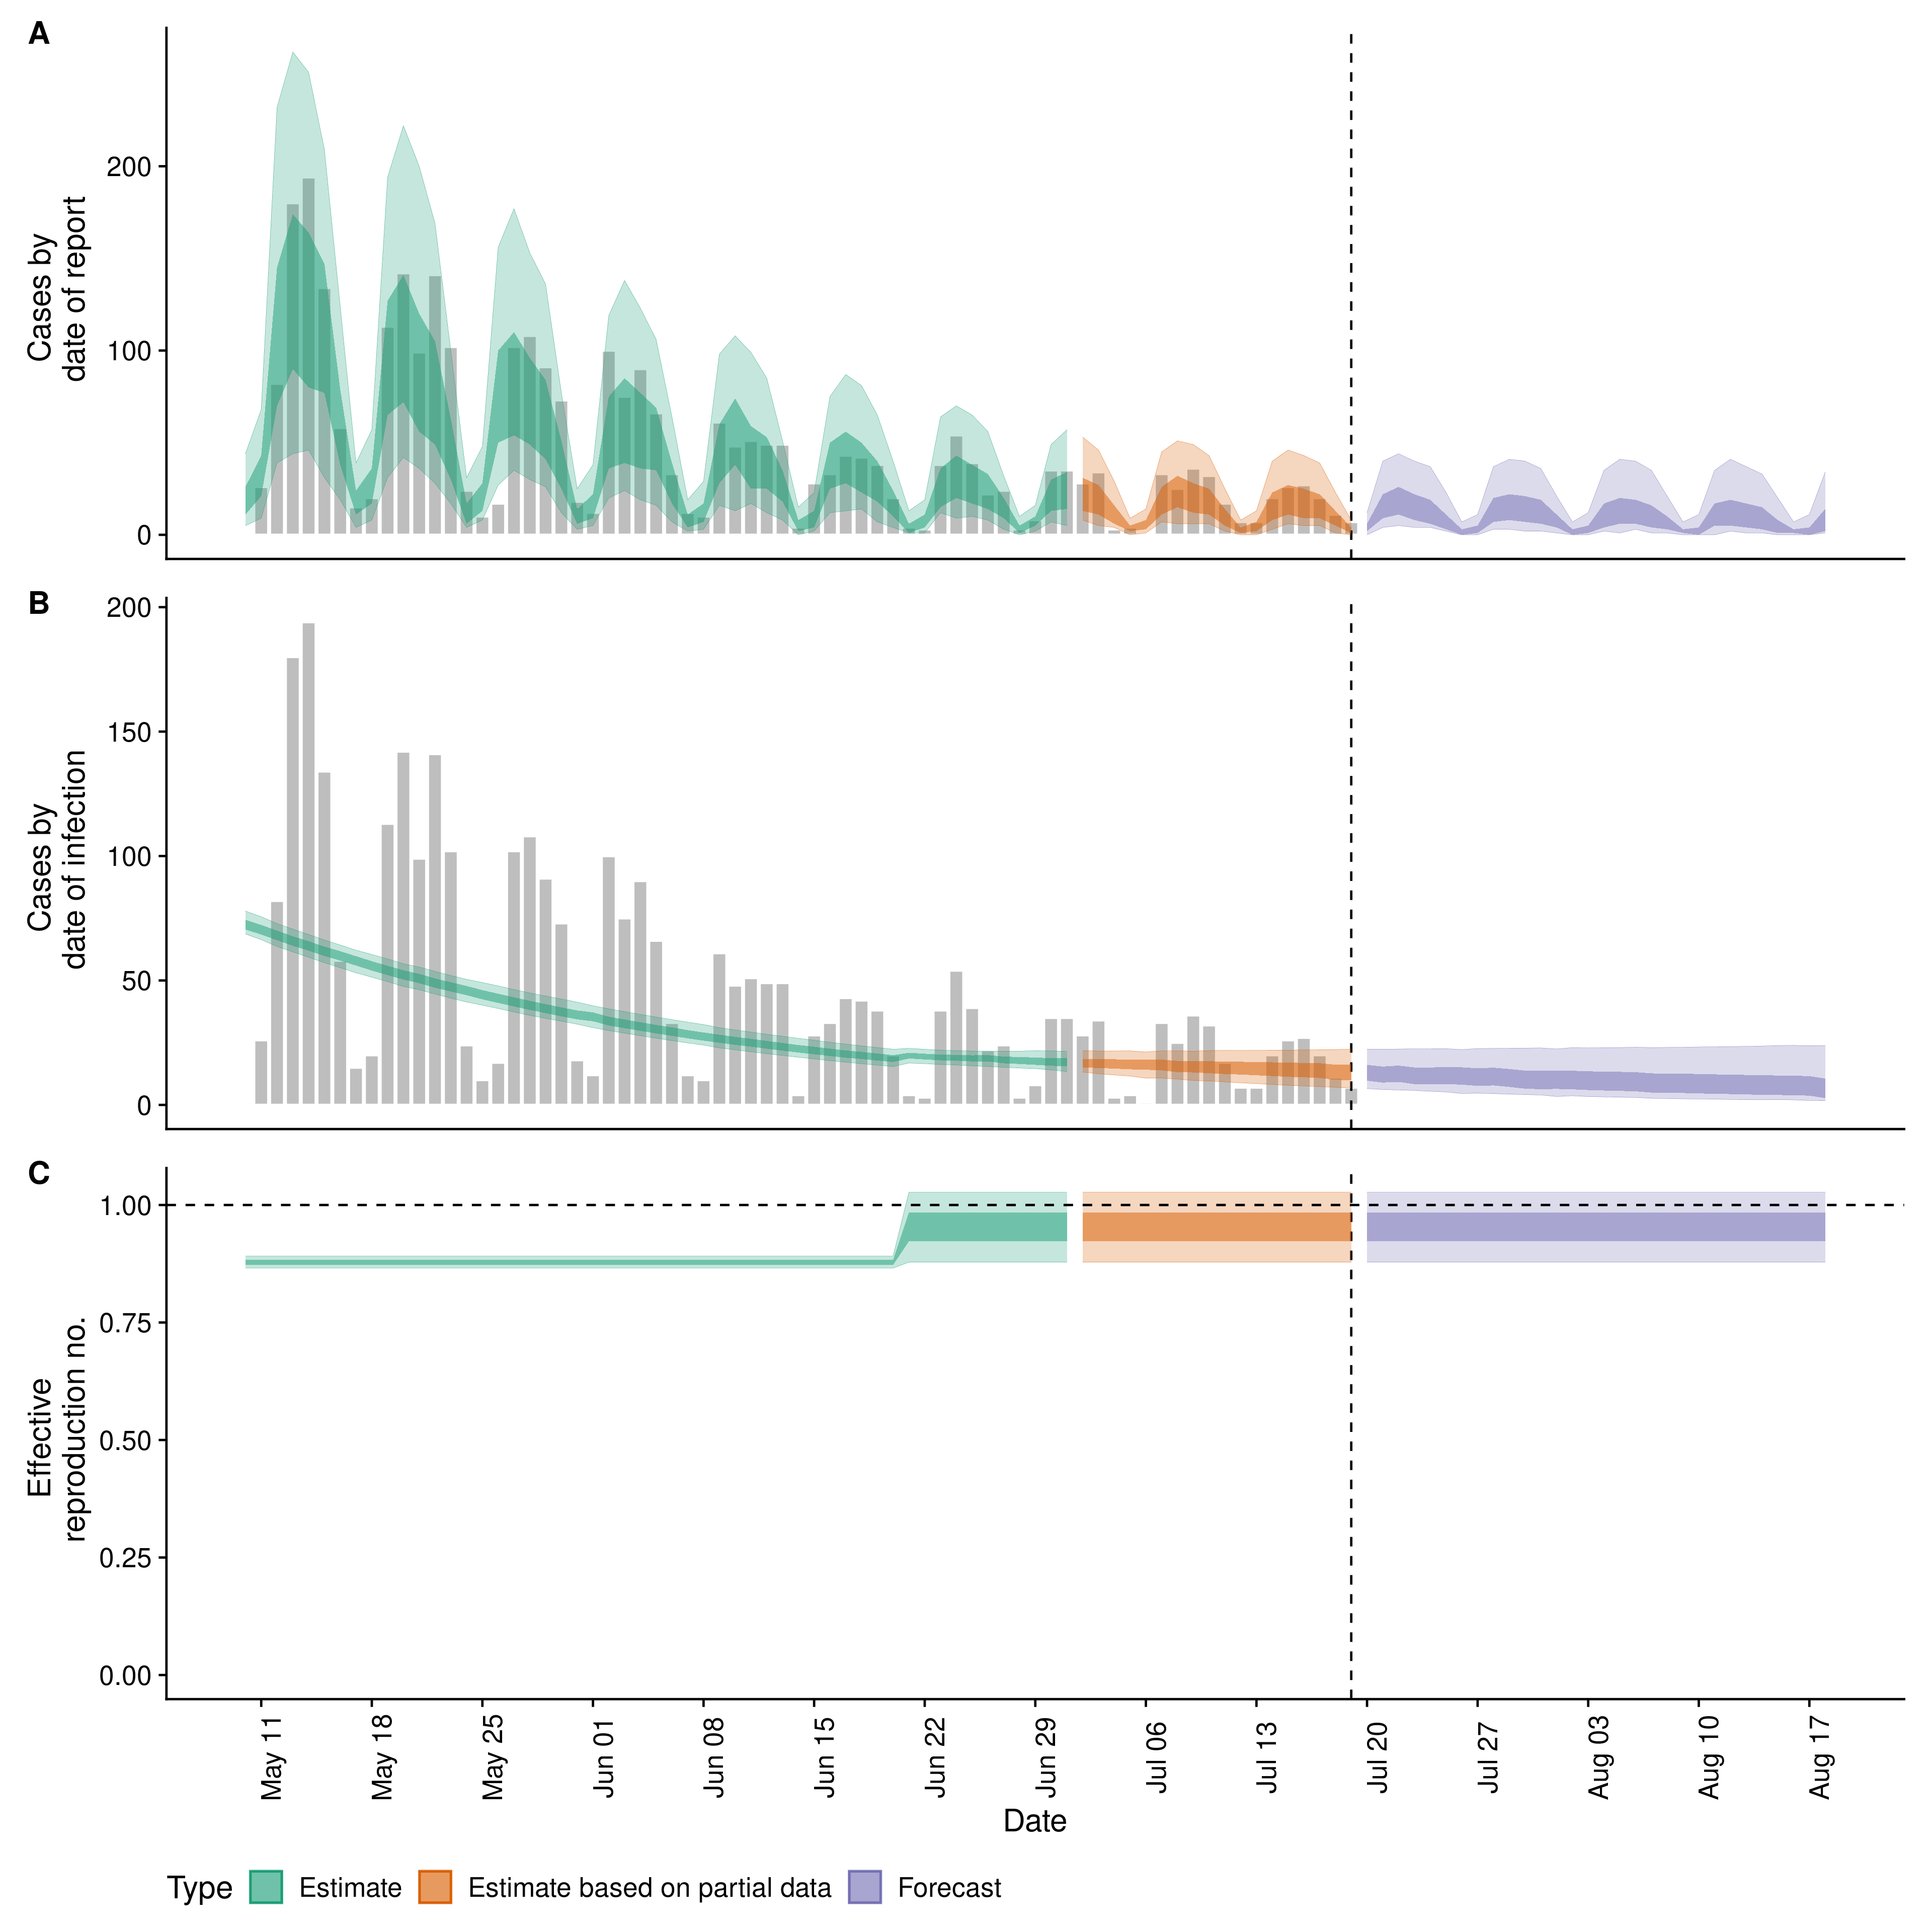 A
Cases by
date of report
200
100
0
B
Cases by
date of infection
200
150
100
50
0
C
Effective
reproduction no.
1.00
0.75
0.50
0.25
0.00
May 11
May 18
May 25
Jun 01
Jun 08
Jun 15
Jun 22
Jun 29
Jul 06
Jul 13
Jul 20
Jul 27
Aug 03
Aug 10
Aug 17
Date
Type Estimate Estimate based on partial data Forecast